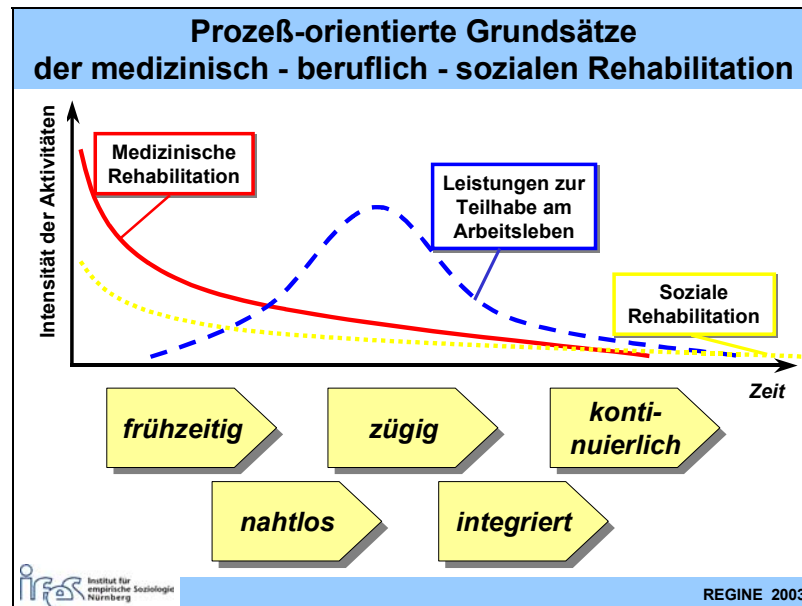 Prozeß-orientierte Grundsätze
der medizinisch - beruflich - sozialen Rehabilitation
Intensität der Aktivitäten
Medizinische
Rehabilitation
Leistungen zur
Teilhabe am
Arbeitsleben
Soziale
Rehabilitation
Zeit
frühzeitig
zügig
konti-
nuierlich
nahtlos
integriert
ifes
Institut für
empirische Soziologie
Nürnberg
REGINE 2003